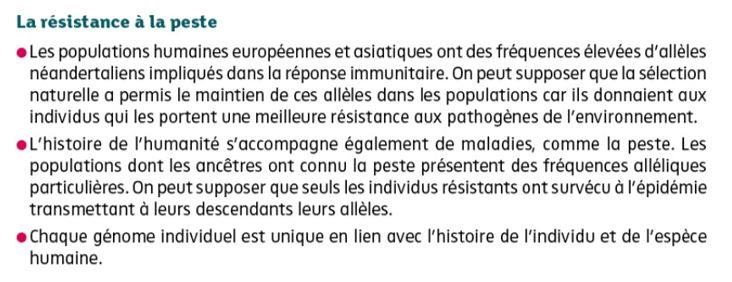 La résistance à la peste
● Les populations humaines européennes et asiatiques ont des fréquences élevées d'allèles
néandertaliens impliqués dans la réponse immunitaire. On peut supposer que la sélection
naturelle a permis le maintien de ces allèles dans les populations car ils donnaient aux
individus qui les portent une meilleure résistance aux pathogènes de l'environnement.
● L'histoire de l'humanité s'accompagne également de maladies, comme la peste. Les
populations dont les ancêtres ont connu la peste présentent des fréquences alléliques
particulières. On peut supposer que seuls les individus résistants ont survécu à l'épidémie
transmettant à leurs descendants leurs allèles.
● Chaque génome individuel est unique en lien avec l'histoire de l'individu et de l'espèce
humaine.